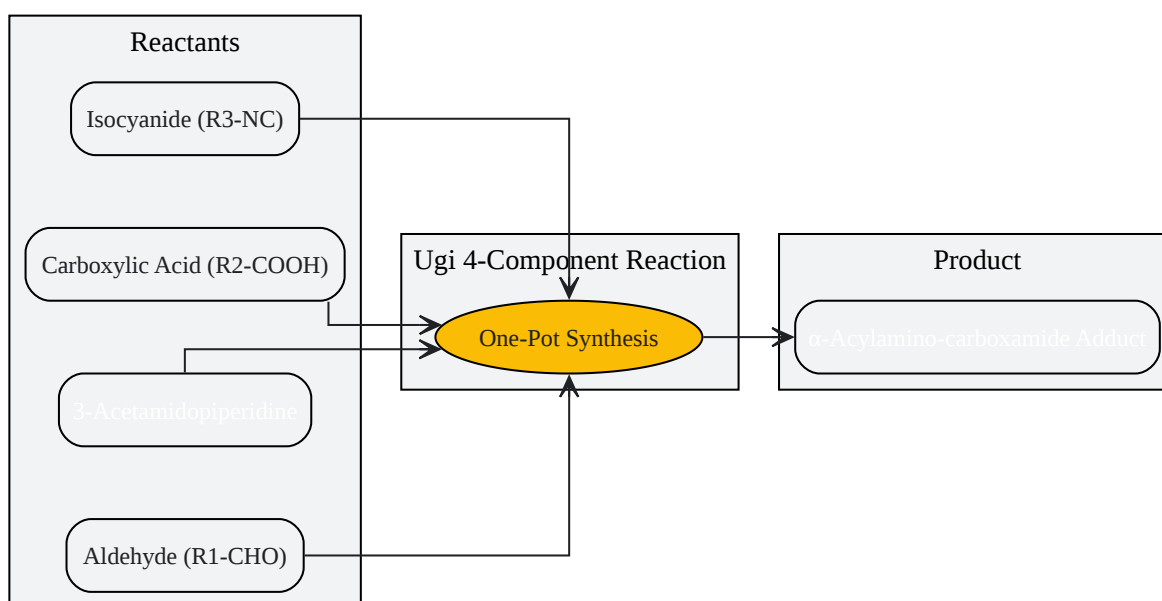 Reactants
Isocyanide (R3-NC)
Carboxylic Acid (R2-COOH)
3-Acetamidopiperidine
Aldehyde (R1-CHO)
Ugi 4-Component Reaction
One-Pot Synthesis
Product
α-Acylamino-carboxamide Adduct